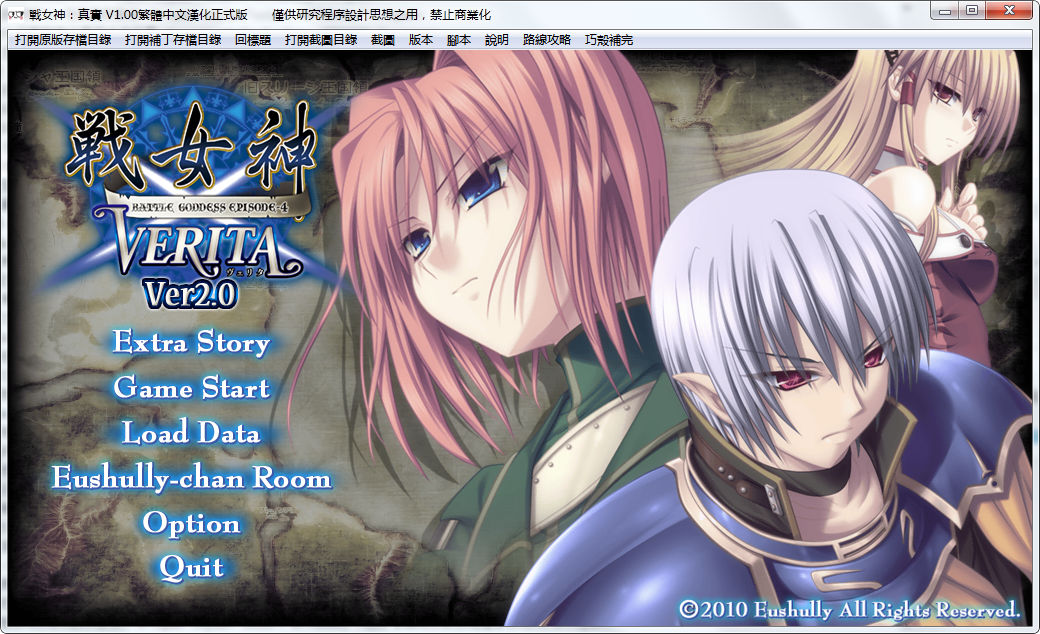 戰女神：真實 V1.00繁體中文漢化正式版 僅供研究程序設計思想之用，禁止商業化
打開原版存檔目錄 打開補丁存檔目錄 回標題 打開截圖目錄 截圖 版本 腳本 說明 路線攻略 巧殼補完
戦女神
BATTLE GODDESS EPISODE:4
VERITA
ヴェリタ
Ver2.0
Extra Story
Game Start
Load Data
Eushully-chan Room
Option
Quit
©2010 Eushully All Rights Reserved.